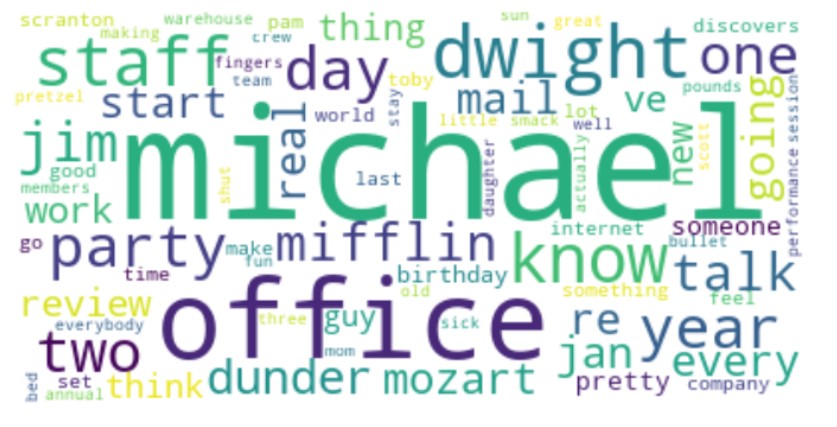 scranton
warehouse
pam
thing
sun
great
discovers
making
crew
staff
fingers
day
dwight
one
team
toby
pretzel
start
real
world
stay
mail
ve
pounds
going
session
little
smack
lot
well
jim
michael
new
scott
good
members
shut
last
daughter
actually
performance
work
go
party
make
mifflin
internet
someone
know
bullet
fun
time
birthday
talk
review
office
old
something
feel
everybody
three
guy
sick
re
year
two
mom
jan
every
bed
set
annual
think
dunder
mozart
pretty
company